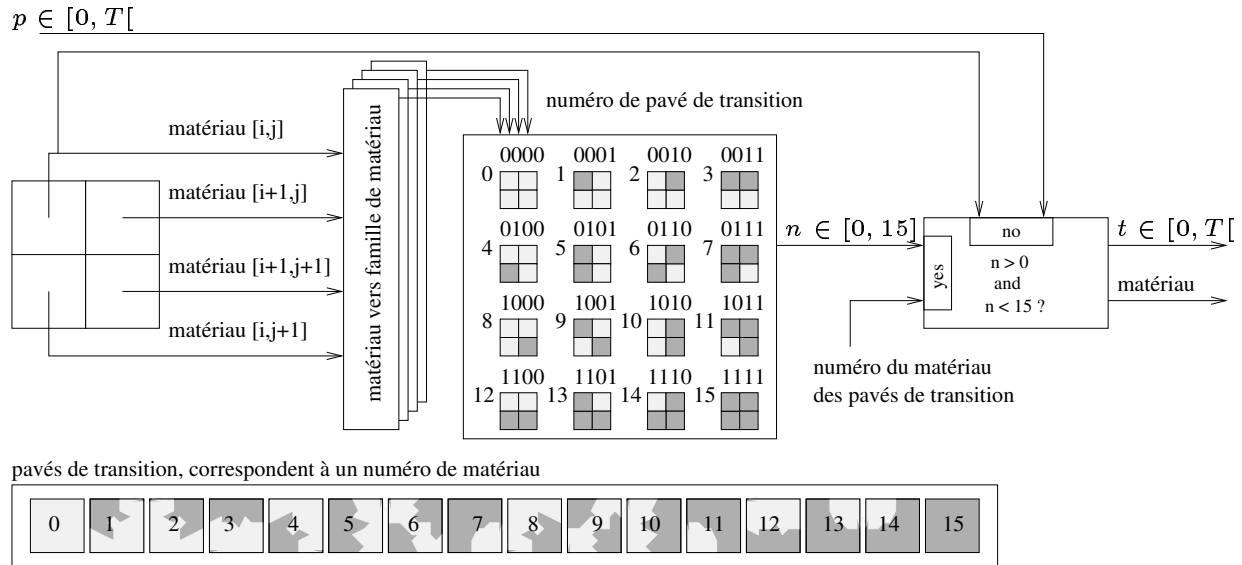 p ∈ [0, T[
numéro de pavé de transition
matériau [i,j]
matériau [i+1,j]
matériau [i+1,j+1]
matériau [i,j+1]
matériau vers famille de matériau
0000 0001 0010 0011
0 1 2 3
0100 0101 0110 0111
4 5 6 7
1000 1001 1010 1011
8 9 10 11
1100 1101 1110 1111
12 13 14 15
n ∈ [0, 15]
no
yes
n > 0
and
n < 15 ?
t ∈ [0, T[
matériau
numéro du matériau
des pavés de transition
pavés de transition, correspondent à un numéro de matériau
0 1 2 3 4 5 6 7 8 9 10 11 12 13 14 15